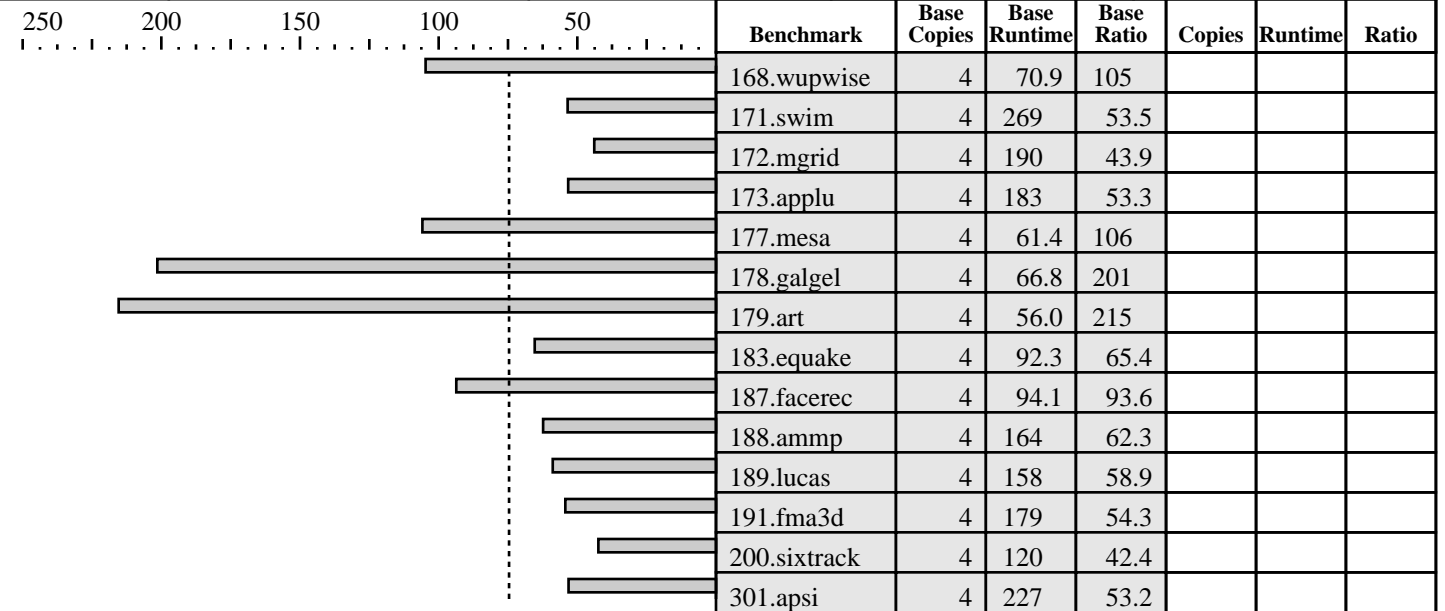 250 200 150 100 50
Benchmark Base Copies Base Runtime Base Ratio Copies Runtime Ratio
168.wupwise 4 70.9 105
171.swim 4 269 53.5
172.mgrid 4 190 43.9
173.applu 4 183 53.3
177.mesa 4 61.4 106
178.galgel 4 66.8 201
179.art 4 56.0 215
183.equake 4 92.3 65.4
187.facerec 4 94.1 93.6
188.ammp 4 164 62.3
189.lucas 4 158 58.9
191.fma3d 4 179 54.3
200.sixtrack 4 120 42.4
301.apsi 4 227 53.2